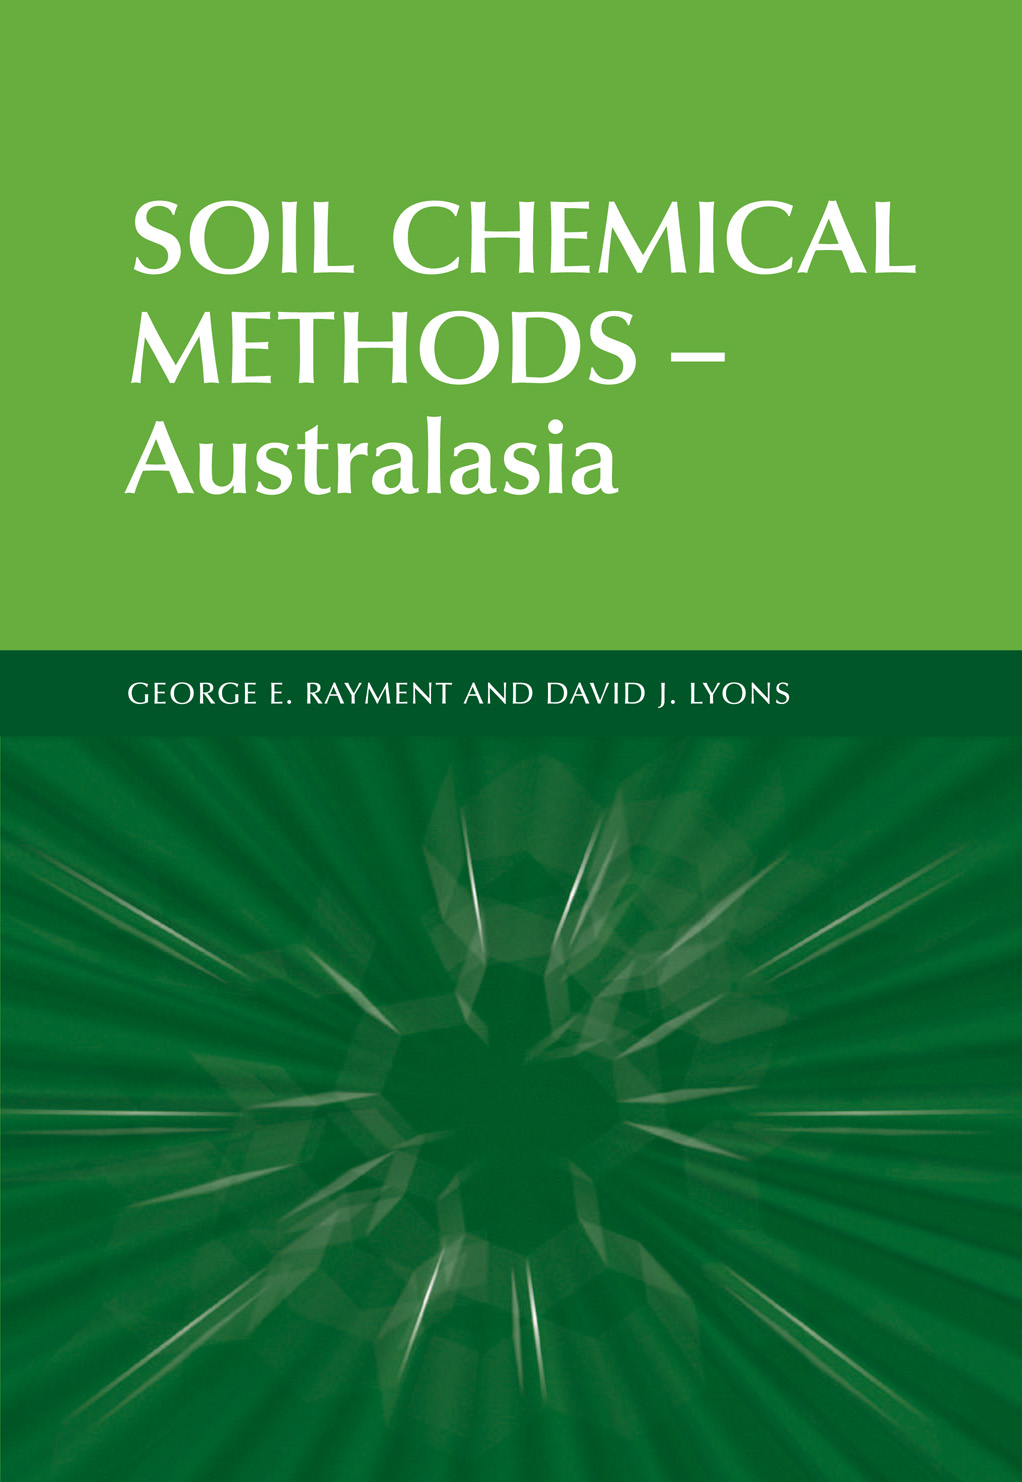 SOIL CHEMICAL
METHODS –
Australasia
GEORGE E. RAYMENT AND DAVID J. LYONS